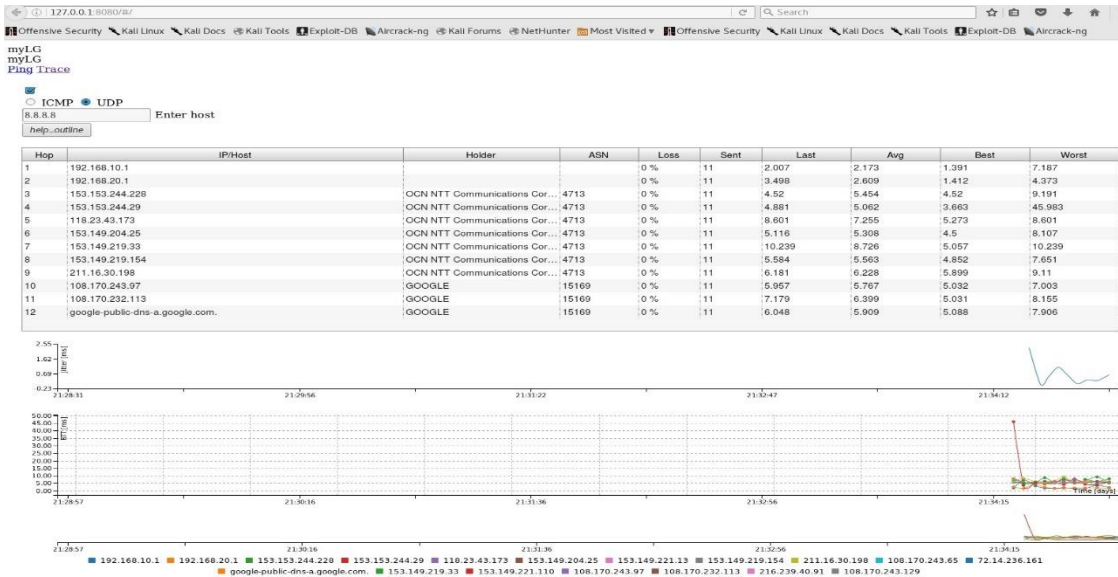 127.0.0.1:8080/#/
Search
Offensive Security Kali Linux Kali Docs Kali Tools Exploit-DB Aircrack-ng Kali Forums NetHunter Most Visited Offensive Security Kali Linux Kali Docs Kali Tools Exploit-DB Aircrack-ng
myLG
myLG
Ping Trace
ICMP UDP
8.8.8.8 Enter host
help_outline
Hop IP/Host Holder ASN Loss Sent Last Avg Best Worst
1 192.168.10.1 0 % 11 2.007 2.173 1.391 7.187
2 192.168.20.1 0 % 11 3.498 2.609 1.412 4.373
3 153.153.244.228 OCN NTT Communications Cor... 4713 0 % 11 4.52 5.454 4.52 9.191
4 153.153.244.29 OCN NTT Communications Cor... 4713 0 % 11 4.881 5.062 3.663 45.983
5 118.23.43.173 OCN NTT Communications Cor... 4713 0 % 11 8.601 7.255 5.273 8.601
6 153.149.204.25 OCN NTT Communications Cor... 4713 0 % 11 5.116 5.308 4.5 8.107
7 153.149.219.33 OCN NTT Communications Cor... 4713 0 % 11 10.239 8.726 5.057 10.239
8 153.149.219.154 OCN NTT Communications Cor... 4713 0 % 11 5.584 5.563 4.852 7.651
9 211.16.30.198 OCN NTT Communications Cor... 4713 0 % 11 6.181 6.228 5.899 9.11
10 108.170.243.97 GOOGLE 15169 0 % 11 5.957 5.767 5.032 7.003
11 108.170.232.113 GOOGLE 15169 0 % 11 7.179 6.399 5.031 8.155
12 google-public-dns-a.google.com. GOOGLE 15169 0 % 11 6.048 5.909 5.088 7.906
2.55
1.62
0.69
-0.23
Jitter [ms]
21:28:31 21:29:56 21:31:22 21:32:47 21:34:12
50.00
45.00
40.00
35.00
30.00
25.00
20.00
15.00
10.00
5.00
0.00
RTT [ms]
Time [days]
21:28:57 21:30:16 21:31:36 21:32:56 21:34:15
21:28:57 21:30:16 21:31:36 21:32:56 21:34:15
192.168.10.1 192.168.20.1 153.153.244.228 153.153.244.29 118.23.43.173 153.149.204.25 153.149.221.13 153.149.219.154 211.16.30.198 108.170.243.65 72.14.236.161
google-public-dns-a.google.com. 153.149.219.33 153.149.221.110 108.170.243.97 108.170.232.113 216.239.40.91 108.170.243.129